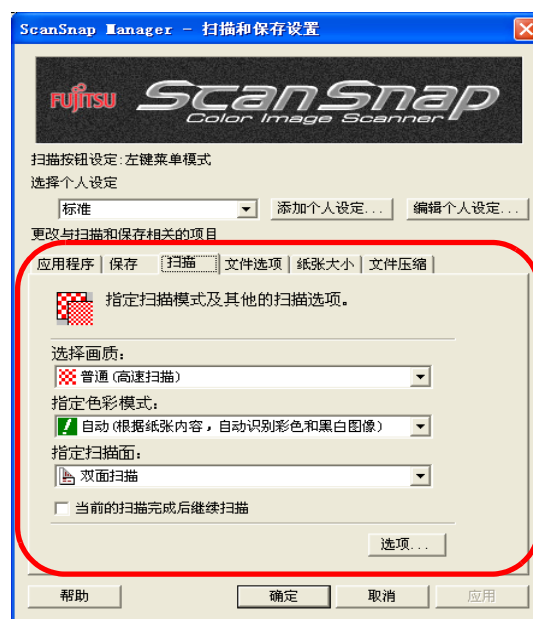 ScanSnap Manager - 扫描和保存设置
FUJITSU ScanSnap
Color Image Scanner
扫描按钮设定:左键菜单模式
选择个人设定
标准 添加个人设定... 编辑个人设定...
更改与扫描和保存相关的项目
应用程序 保存 扫描 文件选项 纸张大小 文件压缩
指定扫描模式及其他的扫描选项。
选择画质:
普通(高速扫描)
指定色彩模式:
自动(根据纸张内容,自动识别彩色和黑白图像)
指定扫描面:
双面扫描
当前的扫描完成后继续扫描
选项...
帮助 确定 取消 应用